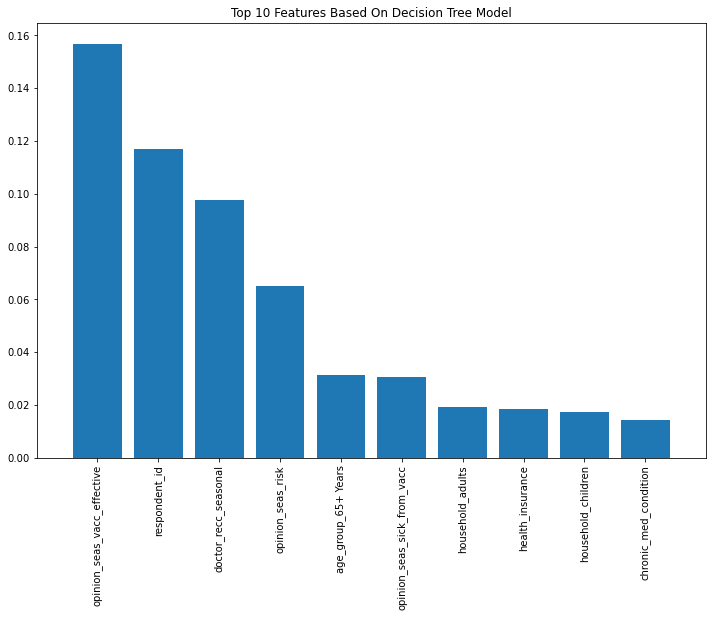 Top 10 Features Based On Decision Tree Model
0.16
0.14
0.12
0.10
0.08
0.06
0.04
0.02
0.00
opinion_seas_vacc_effective
respondent_id
doctor_recc_seasonal
opinion_seas_risk
age_group_65+ Years
opinion_seas_sick_from_vacc
household_adults
health_insurance
household_children
chronic_med_condition